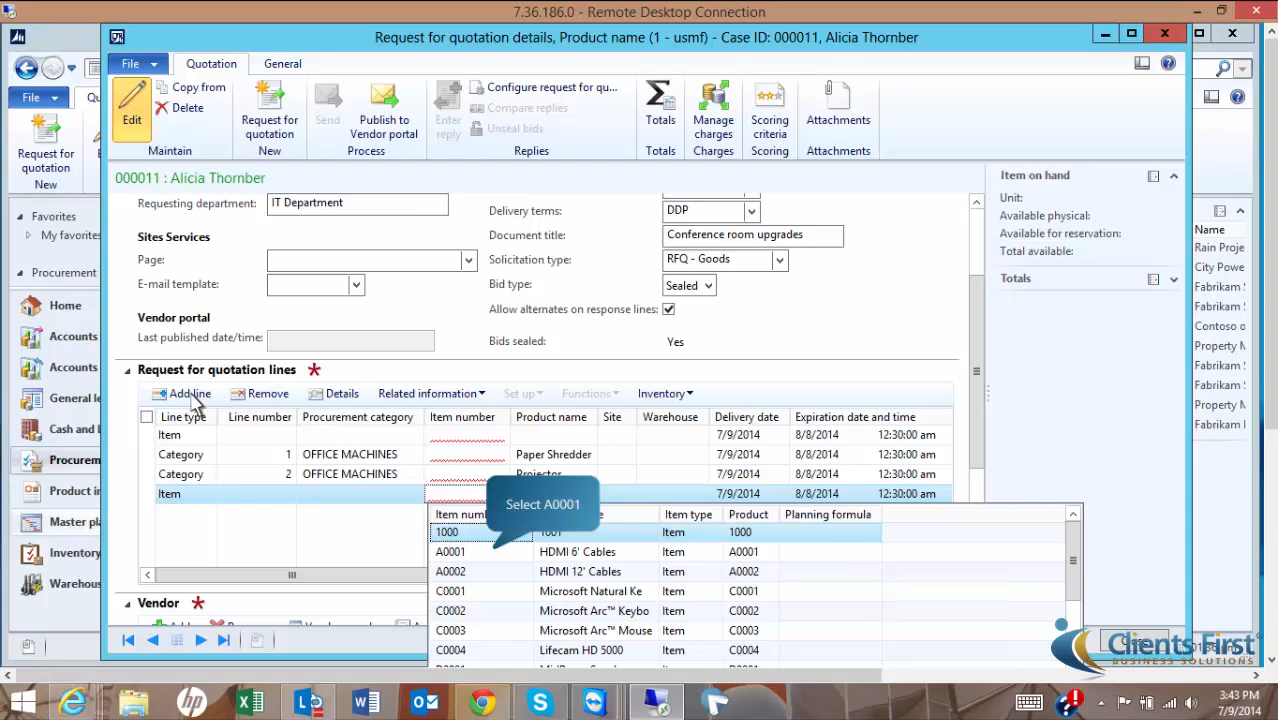 7.36.186.0 - Remote Desktop Connection
Request for quotation details, Product name (1 - usmf) - Case ID: 000011, Alicia Thornber
File Quotation General
Edit
Copy from
Delete
Maintain
Request for quotation
New
Send
Publish to Vendor portal
Process
Enter reply
Configure request for qu...
Compare replies
Unseal bids
Replies
Totals
Totals
Manage charges
Charges
Scoring criteria
Scoring
Attachments
Attachments
File
Request for quotation
New
Favorites
My favorites
Procurement
Home
Accounts
Accounts
General le
Cash and b
Procurem
Product in
Master pla
Inventory
Warehous
000011 : Alicia Thornber
Requesting department: IT Department
Sites Services
Page:
E-mail template:
Vendor portal
Last published date/time:
Delivery terms: DDP
Document title: Conference room upgrades
Solicitation type: RFQ - Goods
Bid type: Sealed
Allow alternates on response lines:
Bids sealed: Yes
Item on hand
Unit:
Available physical:
Available for reservation:
Total available:
Totals
Name
Rain Proje
City Powe
Fabrikam S
Fabrikam S
Contoso o
Property M
Fabrikam S
Fabrikam S
Property M
Fabrikam S
Request for quotation lines *
Add line Remove Details Related information Set up Functions Inventory
Line type Line number Procurement category Item number Product name Site Warehouse Delivery date Expiration date and time
Item 7/9/2014 8/8/2014 12:30:00 am
Category 1 OFFICE MACHINES Paper Shredder 7/9/2014 8/8/2014 12:30:00 am
Category 2 OFFICE MACHINES Projector 7/9/2014 8/8/2014 12:30:00 am
Item 7/9/2014 8/8/2014 12:30:00 am
Select A0001
Item num Item type Product Planning formula
1000 1001 Item 1000
A0001 HDMI 6' Cables Item A0001
A0002 HDMI 12' Cables Item A0002
C0001 Microsoft Natural Ke Item C0001
C0002 Microsoft Arc™ Keybo Item C0002
C0003 Microsoft Arc™ Mouse Item C0003
C0004 Lifecam HD 5000 Item C0004
Vendor *
Clients First
BUSINESS SOLUTIONS
3:43 PM
7/9/2014